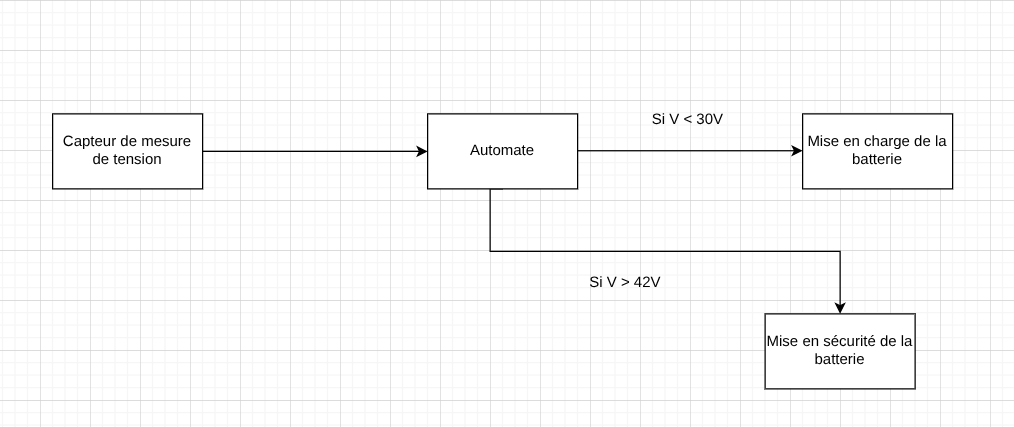 Capteur de mesure
de tension
Automate
Si V < 30V
Mise en charge de la
batterie
Si V > 42V
Mise en sécurité de la
batterie